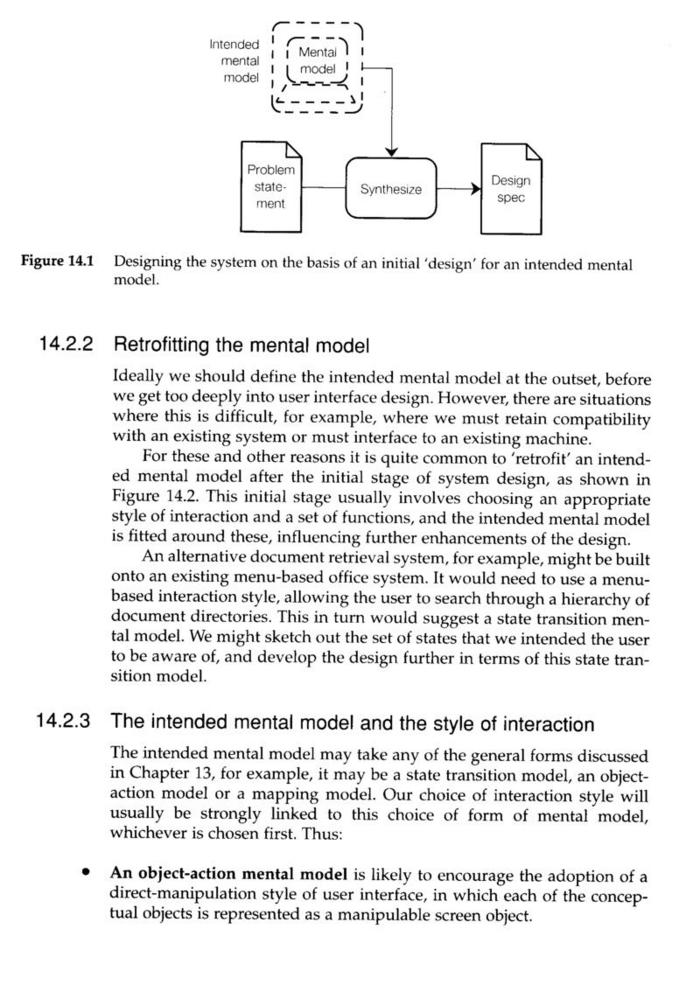 Intended
mental
model
Mental
model
Problem
state-
ment
Synthesize
Design
spec
Figure 14.1 Designing the system on the basis of an initial 'design' for an intended mental
model.
14.2.2 Retrofitting the mental model
Ideally we should define the intended mental model at the outset, before
we get too deeply into user interface design. However, there are situations
where this is difficult, for example, where we must retain compatibility
with an existing system or must interface to an existing machine.
For these and other reasons it is quite common to 'retrofit' an intend-
ed mental model after the initial stage of system design, as shown in
Figure 14.2. This initial stage usually involves choosing an appropriate
style of interaction and a set of functions, and the intended mental model
is fitted around these, influencing further enhancements of the design.
An alternative document retrieval system, for example, might be built
onto an existing menu-based office system. It would need to use a menu-
based interaction style, allowing the user to search through a hierarchy of
document directories. This in turn would suggest a state transition men-
tal model. We might sketch out the set of states that we intended the user
to be aware of, and develop the design further in terms of this state tran-
sition model.
14.2.3 The intended mental model and the style of interaction
The intended mental model may take any of the general forms discussed
in Chapter 13, for example, it may be a state transition model, an object-
action model or a mapping model. Our choice of interaction style will
usually be strongly linked to this choice of form of mental model,
whichever is chosen first. Thus:
• An object-action mental model is likely to encourage the adoption of a
direct-manipulation style of user interface, in which each of the concep-
tual objects is represented as a manipulable screen object.